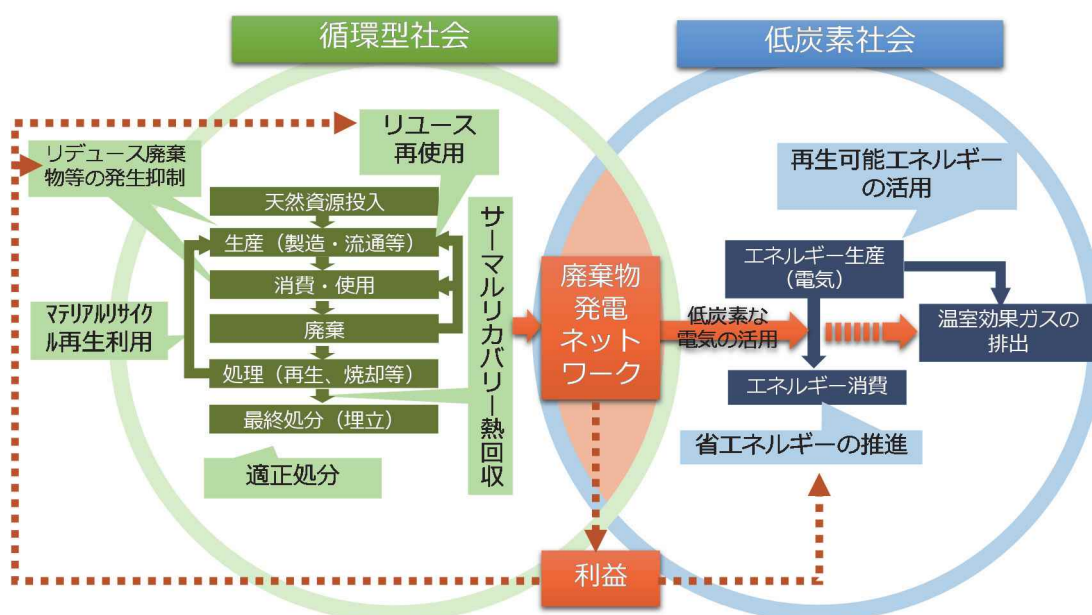 循環型社会
低炭素社会
リユース
再使用
リデュース廃棄
物等の発生抑制
天然資源投入
生産（製造・流通等）
消費・使用
廃棄
処理（再生、焼却等）
最終処分（埋立）
マテリアルリサイク
ル再生利用
適正処分
サーマルリカバリー熱回収
廃棄物
発電
ネット
ワーク
低炭素な
電気の活用
再生可能エネルギー
の活用
エネルギー生産
（電気）
温室効果ガスの
排出
エネルギー消費
省エネルギーの推進
利益